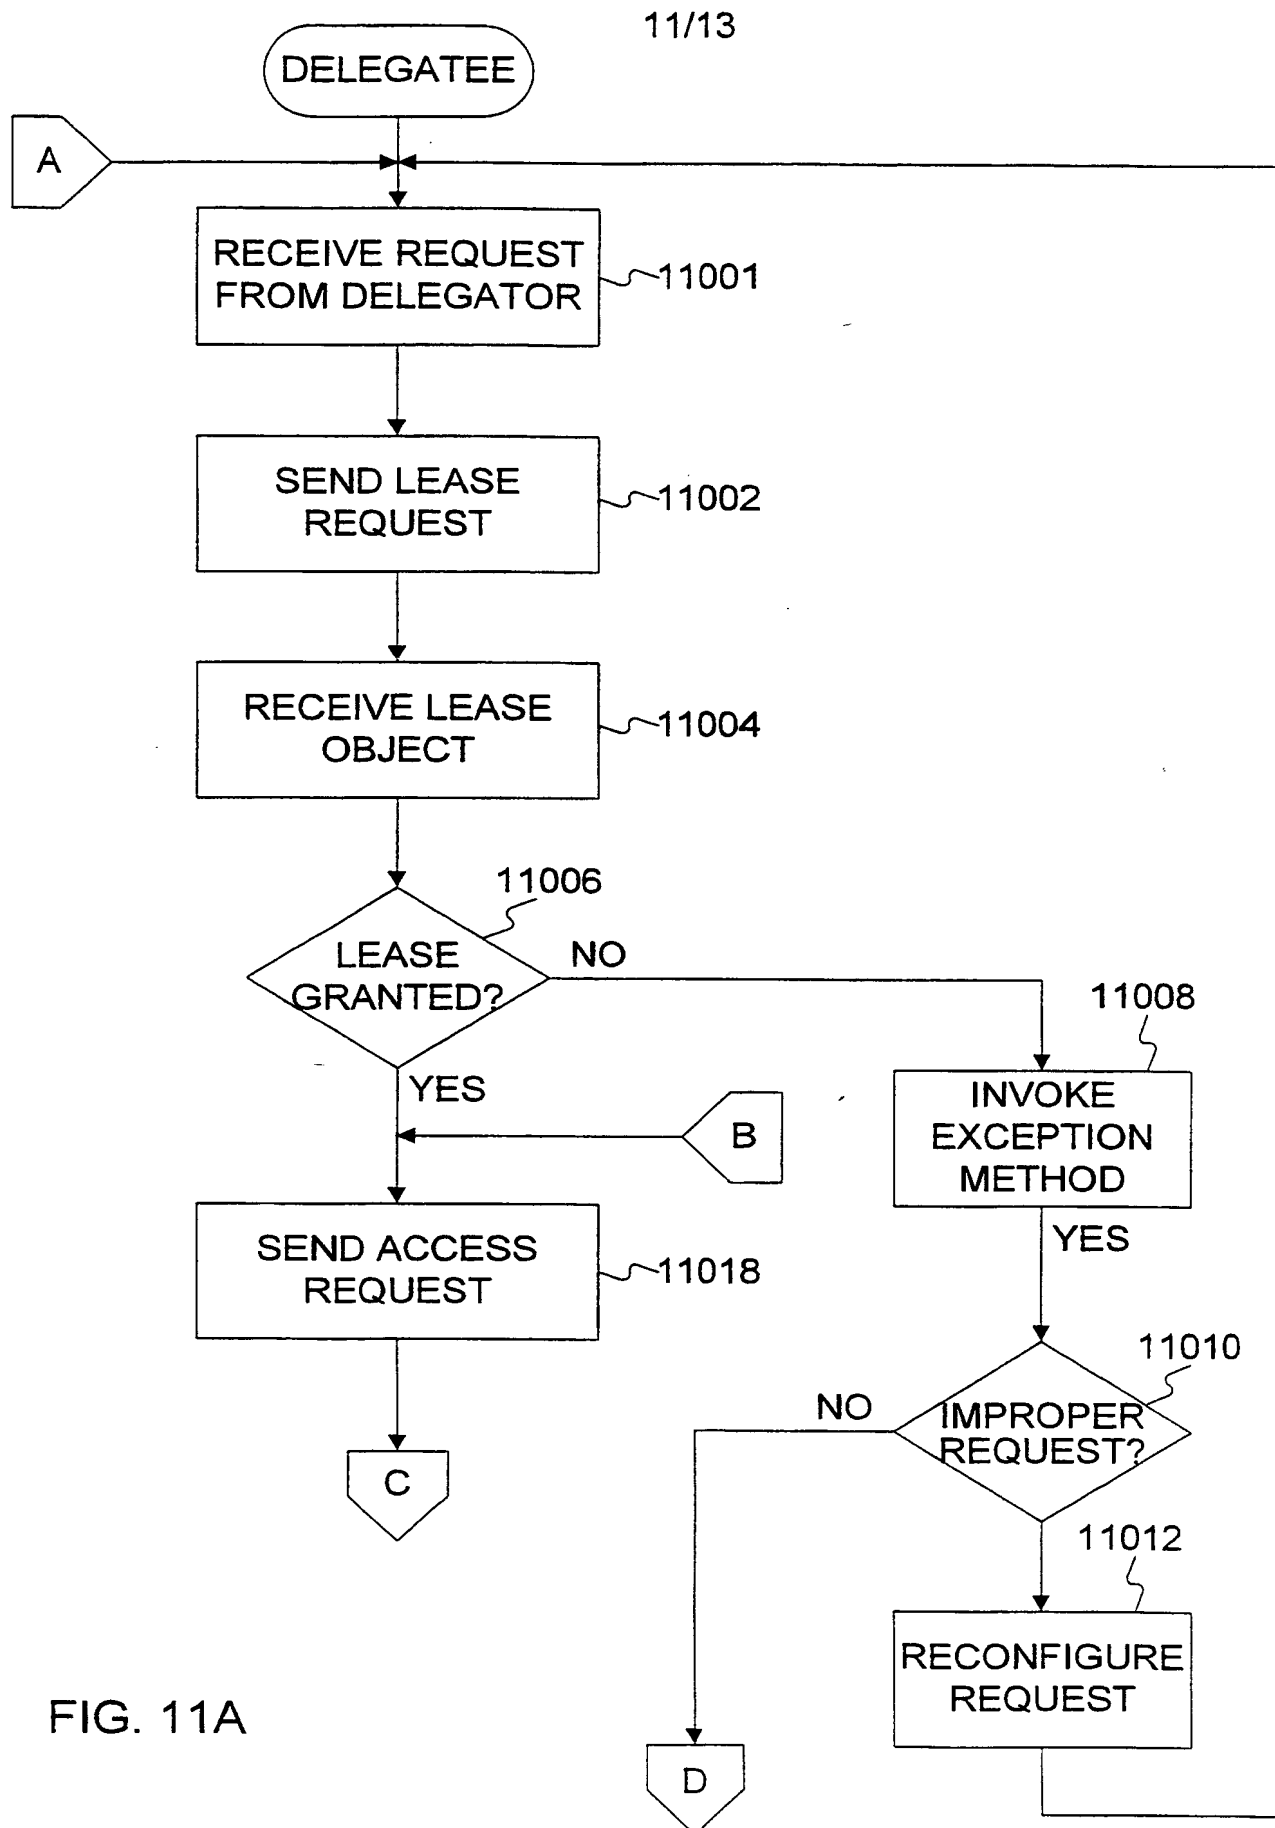 11/13
DELEGATEE
A
RECEIVE REQUEST
FROM DELEGATOR
11001
SEND LEASE
REQUEST
11002
RECEIVE LEASE
OBJECT
11004
11006
LEASE
GRANTED?
NO
YES
11008
INVOKE
EXCEPTION
METHOD
YES
B
SEND ACCESS
REQUEST
11018
C
11010
IMPROPER
REQUEST?
NO
11012
RECONFIGURE
REQUEST
D
FIG. 11A